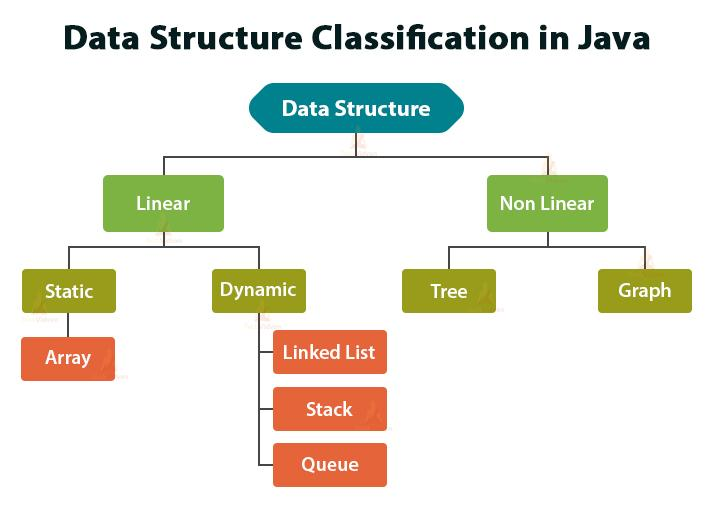 Data Structure Classification in Java
Data Structure
Linear
Non Linear
Static
Dynamic
Tree
Graph
Array
Linked List
Stack
Queue